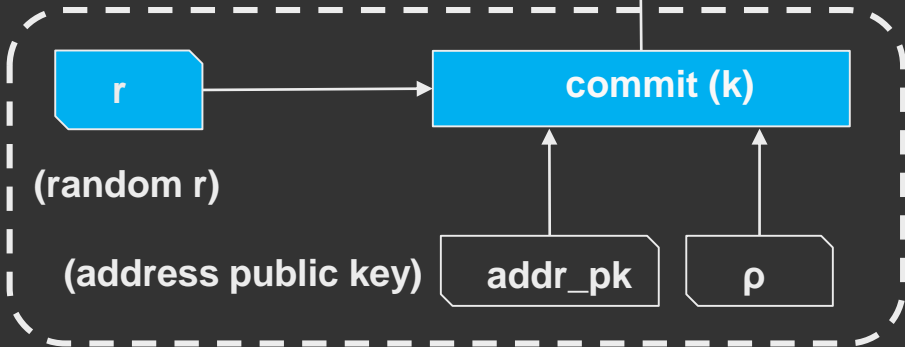 r
commit (k)
(random r)
(address public key)
addr_pk
ρ